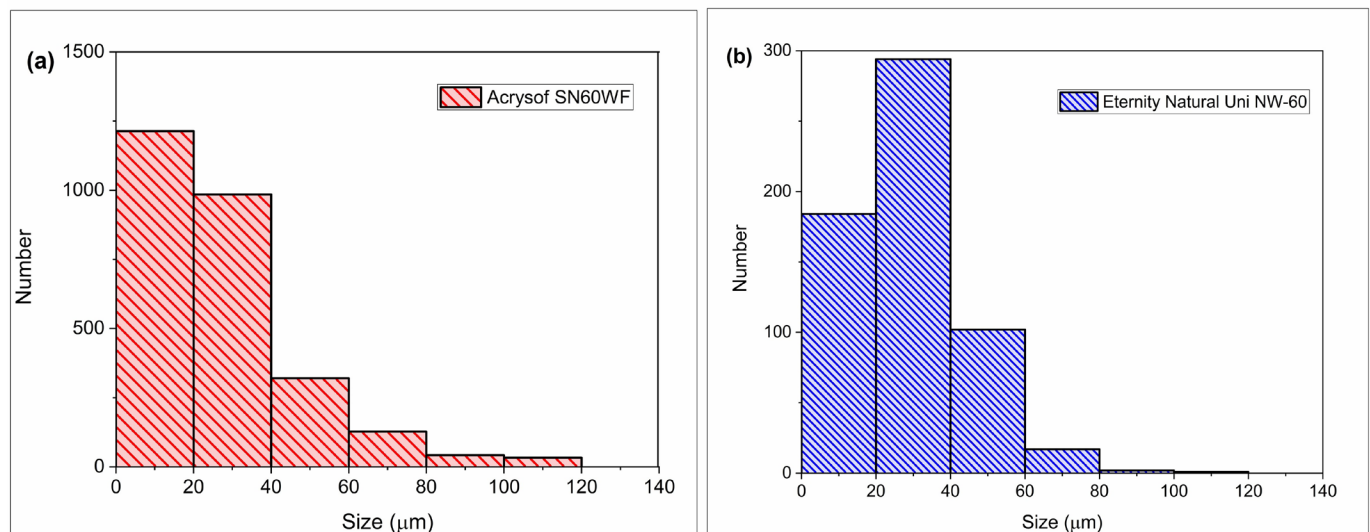 (a)
1500
1000
500
0
Number
Acrysof SN60WF
0 20 40 60 80 100 120 140
Size (μm)
(b)
300
200
100
0
Number
Eternity Natural Uni NW-60
0 20 40 60 80 100 120 140
Size (μm)